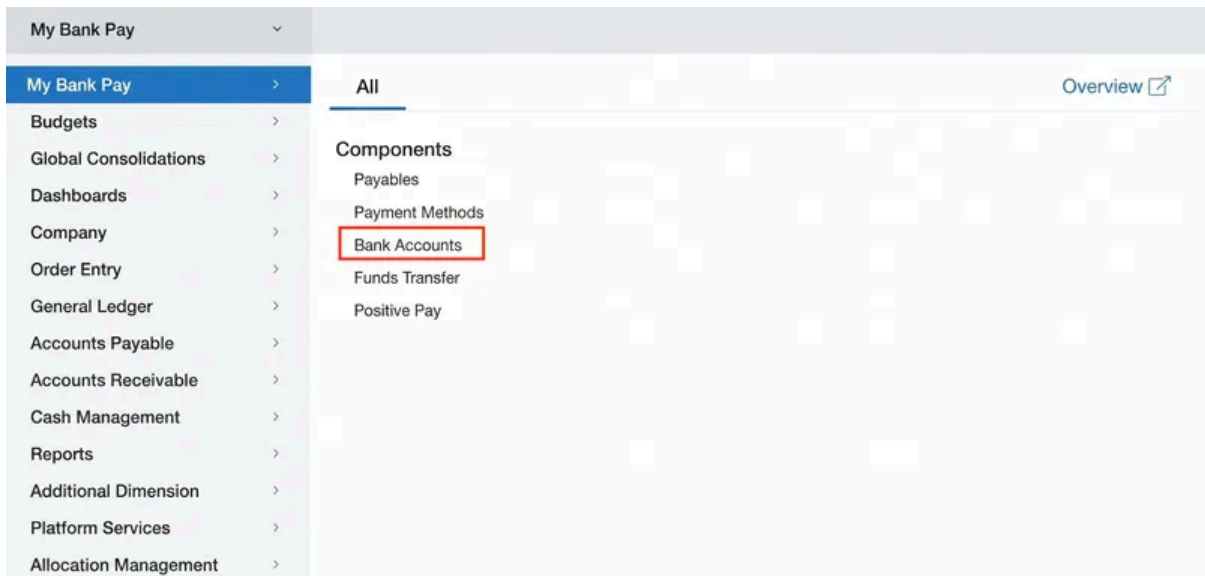 My Bank Pay
My Bank Pay
Budgets
Global Consolidations
Dashboards
Company
Order Entry
General Ledger
Accounts Payable
Accounts Receivable
Cash Management
Reports
Additional Dimension
Platform Services
Allocation Management
All
Overview
Components
Payables
Payment Methods
Bank Accounts
Funds Transfer
Positive Pay